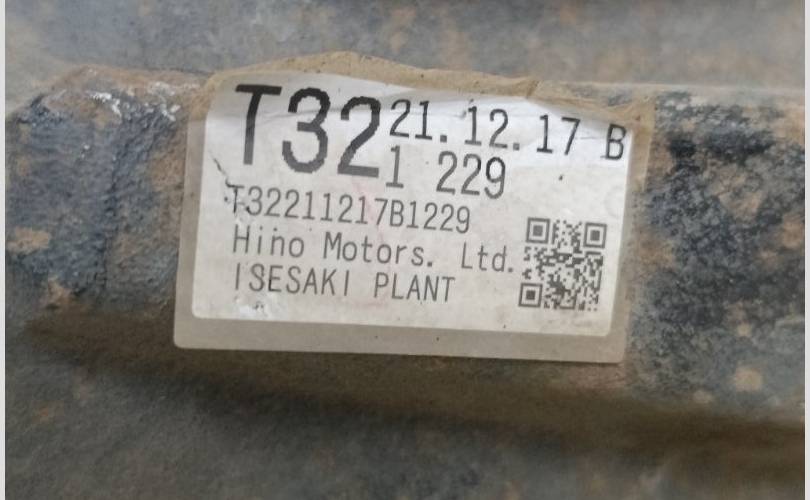 T32 21. 12. 17 B
1 229
T32211217B1229
Hino Motors. Ltd.
ISESAKI PLANT